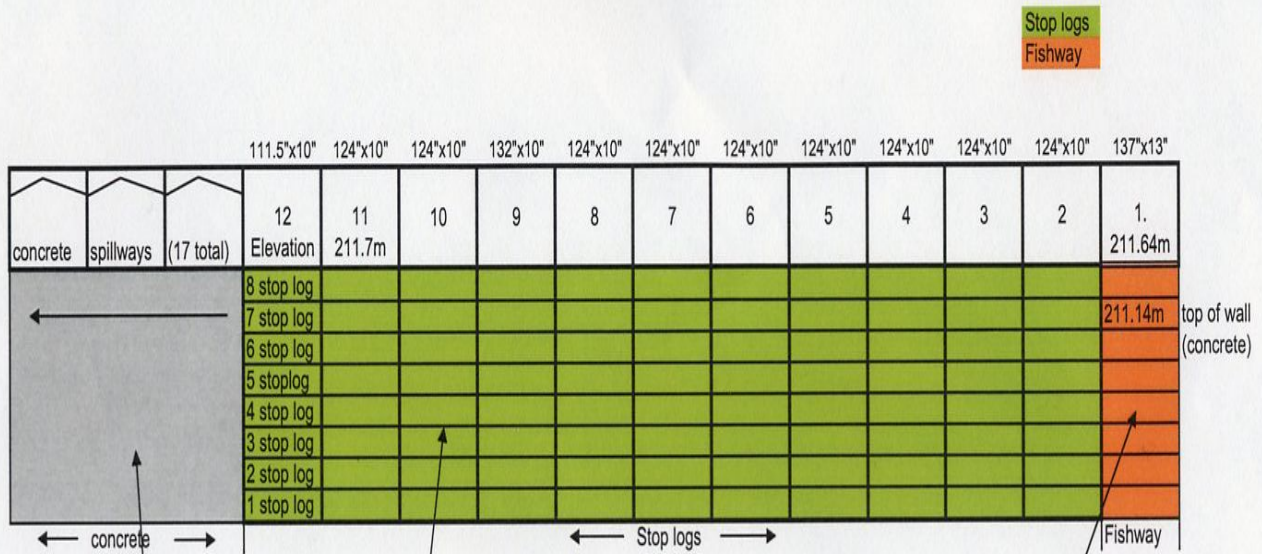 Stop logs
Fishway
111.5"x10" 124"x10" 124"x10" 132"x10" 124"x10" 124"x10" 124"x10" 124"x10" 124"x10" 124"x10" 124"x10" 137"x13"
12 11 10 9 8 7 6 5 4 3 2 1.
concrete spillways (17 total) Elevation 211.7m 211.64m
8 stop log
7 stop log 211.14m top of wall
6 stop log (concrete)
5 stoplog
4 stop log
3 stop log
2 stop log
1 stop log
concrete Stop logs Fishway